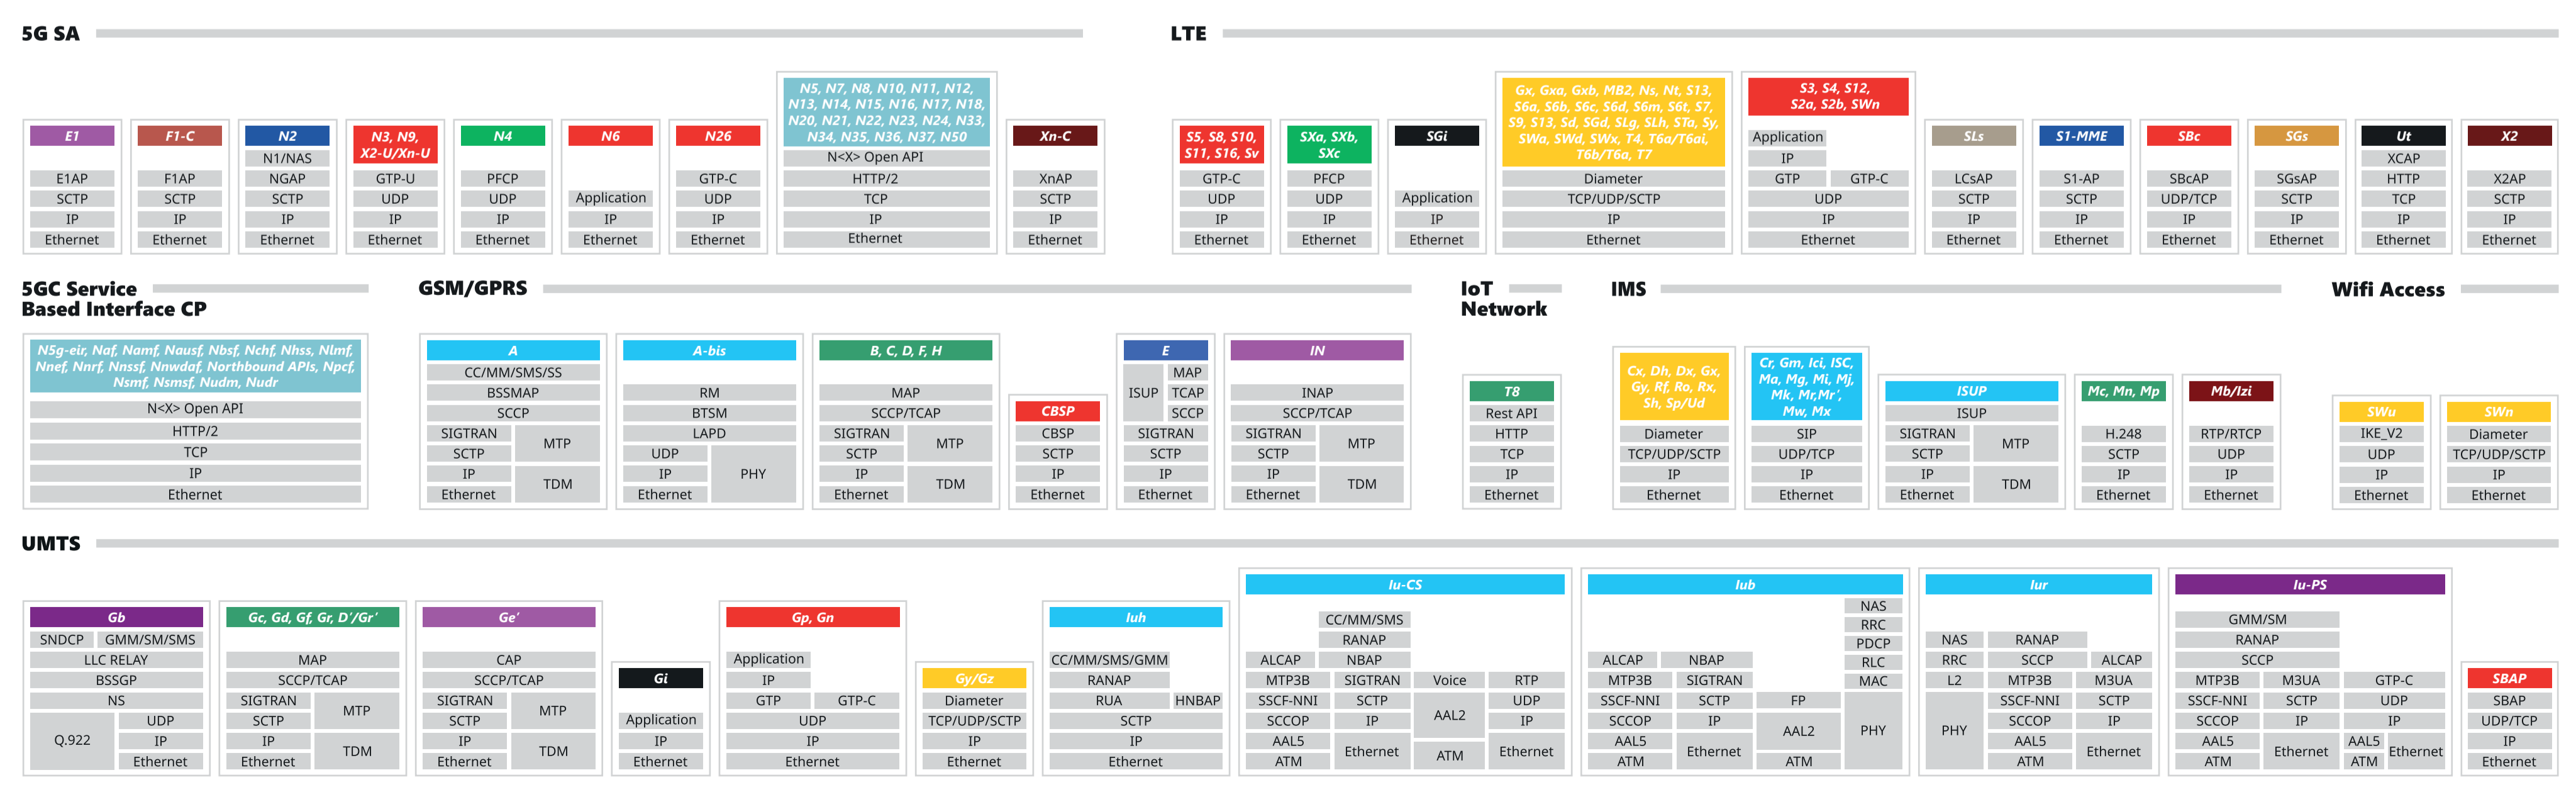 5G SA
E1
E1AP
SCTP
IP
Ethernet
F1-C
F1AP
SCTP
IP
Ethernet
N2
N1/NAS
NGAP
SCTP
IP
Ethernet
N3, N9,
X2-U/Xn-U
GTP-U
UDP
IP
Ethernet
N4
PFCP
UDP
IP
Ethernet
N6
Application
IP
Ethernet
N26
GTP-C
UDP
IP
Ethernet
N5, N7, N8, N10, N11, N12,
N13, N14, N15, N16, N17, N18,
N20, N21, N22, N23, N24, N33,
N34, N35, N36, N37, N50
N<X> Open API
HTTP/2
TCP
IP
Ethernet
Xn-C
XnAP
SCTP
IP
Ethernet
LTE
S5, S8, S10,
S11, S16, Sv
GTP-C
UDP
IP
Ethernet
SXa, SXb,
SXc
PFCP
UDP
IP
Ethernet
SGi
Application
IP
Ethernet
Gx, Gxa, Gxb, MB2, Ns, Nt, S13,
S6a, S6b, S6c, S6d, S6m, S6t, S7,
S9, S13, Sd, SGd, SLg, SLh, STa, Sy,
SWa, SWd, SWx, T4, T6a/T6ai,
T6b/T6a, T7
Diameter
TCP/UDP/SCTP
IP
Ethernet
S3, S4, S12,
S2a, S2b, SWn
Application
IP
GTP GTP-C
UDP
IP
Ethernet
SLs
LCsAP
SCTP
IP
Ethernet
S1-MME
S1-AP
SCTP
IP
Ethernet
SBc
SBcAP
UDP/TCP
IP
Ethernet
SGs
SGsAP
SCTP
IP
Ethernet
Ut
XCAP
HTTP
TCP
IP
Ethernet
X2
X2AP
SCTP
IP
Ethernet
5GC Service
Based Interface CP
N5g-eir, Naf, Namf, Nausf, Nbsf, Nchf, Nhss, Nlmf,
Nnef, Nnrf, Nnssf, Nnwdaf, Northbound APIs, Npcf,
Nsmf, Nsmsf, Nudm, Nudr
N<X> Open API
HTTP/2
TCP
IP
Ethernet
GSM/GPRS
A
CC/MM/SMS/SS
BSSMAP
SCCP
SIGTRAN
SCTP
IP
Ethernet
MTP
TDM
A-bis
RM
BTSM
LAPD
UDP
IP
Ethernet
PHY
B, C, D, F, H
MAP
SCCP/TCAP
SIGTRAN
SCTP
IP
Ethernet
MTP
TDM
CBSP
CBSP
SCTP
IP
Ethernet
E
ISUP
MAP
TCAP
SCCP
SIGTRAN
SCTP
IP
Ethernet
IN
INAP
SCCP/TCAP
SIGTRAN
SCTP
IP
Ethernet
MTP
TDM
IoT
Network
T8
Rest API
HTTP
TCP
IP
Ethernet
IMS
Cx, Dh, Dx, Gx,
Gy, Rf, Ro, Rx,
Sh, Sp/Ud
Diameter
TCP/UDP/SCTP
IP
Ethernet
Cr, Gm, Ici, ISC,
Ma, Mg, Mi, Mj,
Mk, Mr,Mr′,
Mw, Mx
SIP
UDP/TCP
IP
Ethernet
ISUP
ISUP
SIGTRAN
SCTP
IP
Ethernet
MTP
TDM
Mc, Mn, Mp
H.248
SCTP
IP
Ethernet
Mb/Izi
RTP/RTCP
UDP
IP
Ethernet
Wifi Access
SWu
IKE_V2
UDP
IP
Ethernet
SWn
Diameter
TCP/UDP/SCTP
IP
Ethernet
UMTS
Gb
SNDCP GMM/SM/SMS
LLC RELAY
BSSGP
NS
Q.922
UDP
IP
Ethernet
Gc, Gd, Gf, Gr, D′/Gr′
MAP
SCCP/TCAP
SIGTRAN
SCTP
IP
Ethernet
MTP
TDM
Ge′
CAP
SCCP/TCAP
SIGTRAN
SCTP
IP
Ethernet
MTP
TDM
Gi
Application
IP
Ethernet
Gp, Gn
Application
IP
GTP GTP-C
UDP
IP
Ethernet
Gy/Gz
Diameter
TCP/UDP/SCTP
IP
Ethernet
Iuh
CC/MM/SMS/GMM
RANAP
RUA HNBAP
SCTP
IP
Ethernet
Iu-CS
ALCAP
MTP3B
SSCF-NNI
SCCOP
AAL5
ATM
CC/MM/SMS
RANAP
NBAP
SIGTRAN
SCTP
IP
Ethernet
Voice
AAL2
ATM
RTP
UDP
IP
Ethernet
Iub
ALCAP
MTP3B
SSCF-NNI
SCCOP
AAL5
ATM
NBAP
SIGTRAN
SCTP
IP
Ethernet
FP
AAL2
ATM
NAS
RRC
PDCP
RLC
MAC
PHY
Iur
NAS
RRC
L2
PHY
RANAP
SCCP
MTP3B
SSCF-NNI
SCCOP
AAL5
ATM
ALCAP
M3UA
SCTP
IP
Ethernet
Iu-PS
GMM/SM
RANAP
SCCP
MTP3B
SSCF-NNI
SCCOP
AAL5
ATM
M3UA
SCTP
IP
Ethernet
GTP-C
UDP
IP
AAL5
ATM
Ethernet
SBAP
SBAP
UDP/TCP
IP
Ethernet